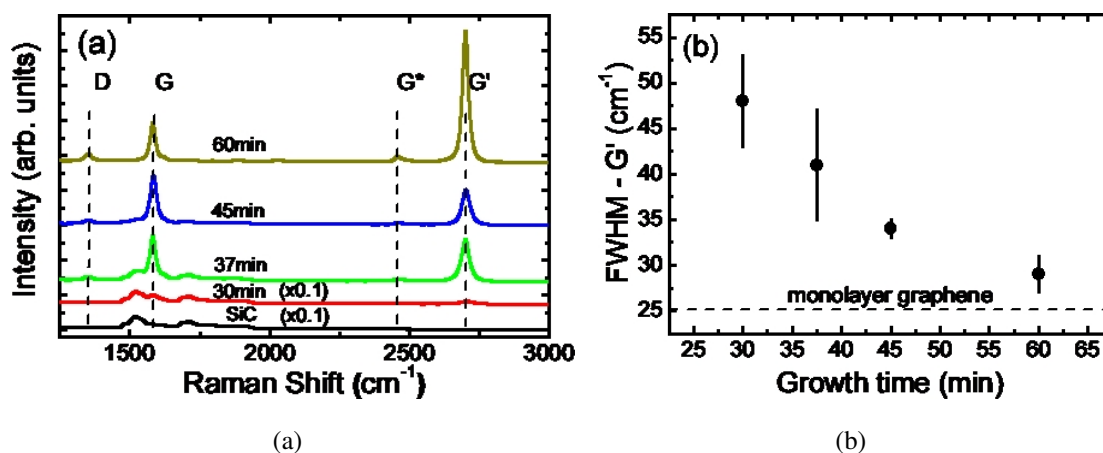 (a)
D G G* G'
60min
45min
37min
30min (x0.1)
SiC (x0.1)
Intensity (arb. units)
1500 2000 2500 3000
Raman Shift (cm⁻¹)
(a)
(b)
55
50
45
40
35
30
25
FWHM - G' (cm⁻¹)
monolayer graphene
25 30 35 40 45 50 55 60 65
Growth time (min)
(b)